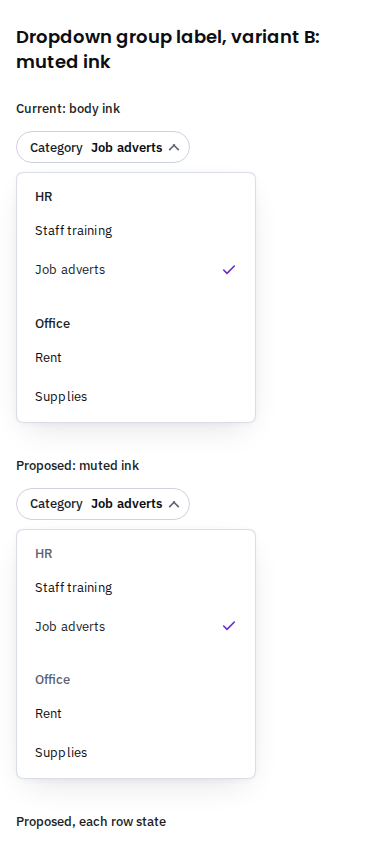 Dropdown group label, variant B:
muted ink
Current: body ink
Category Job adverts
HR
Staff training
Job adverts
Office
Rent
Supplies
Proposed: muted ink
Category Job adverts
HR
Staff training
Job adverts
Office
Rent
Supplies
Proposed, each row state